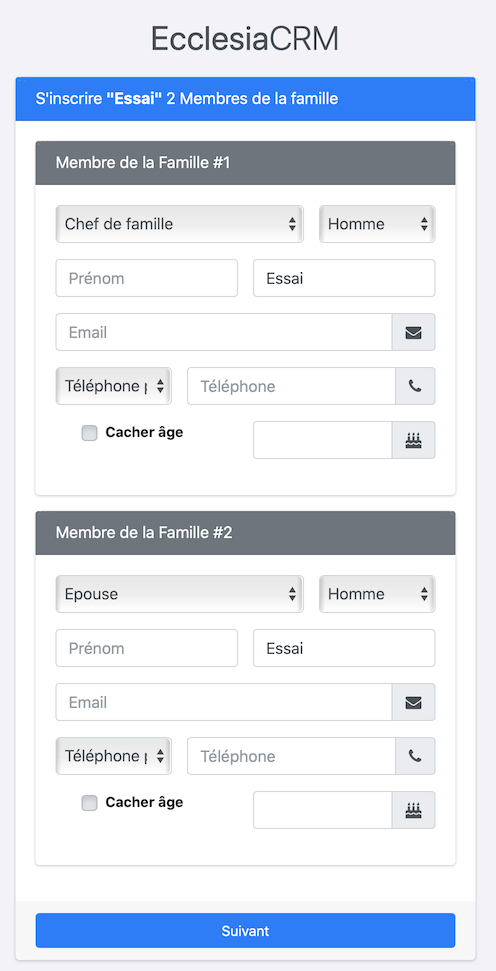 EcclesiaCRM
S'inscrire "Essai" 2 Membres de la famille
Membre de la Famille #1
Chef de famille Homme
Prénom Essai
Email
Téléphone Téléphone
Cacher âge
Membre de la Famille #2
Epouse Homme
Prénom Essai
Email
Téléphone Téléphone
Cacher âge
Suivant